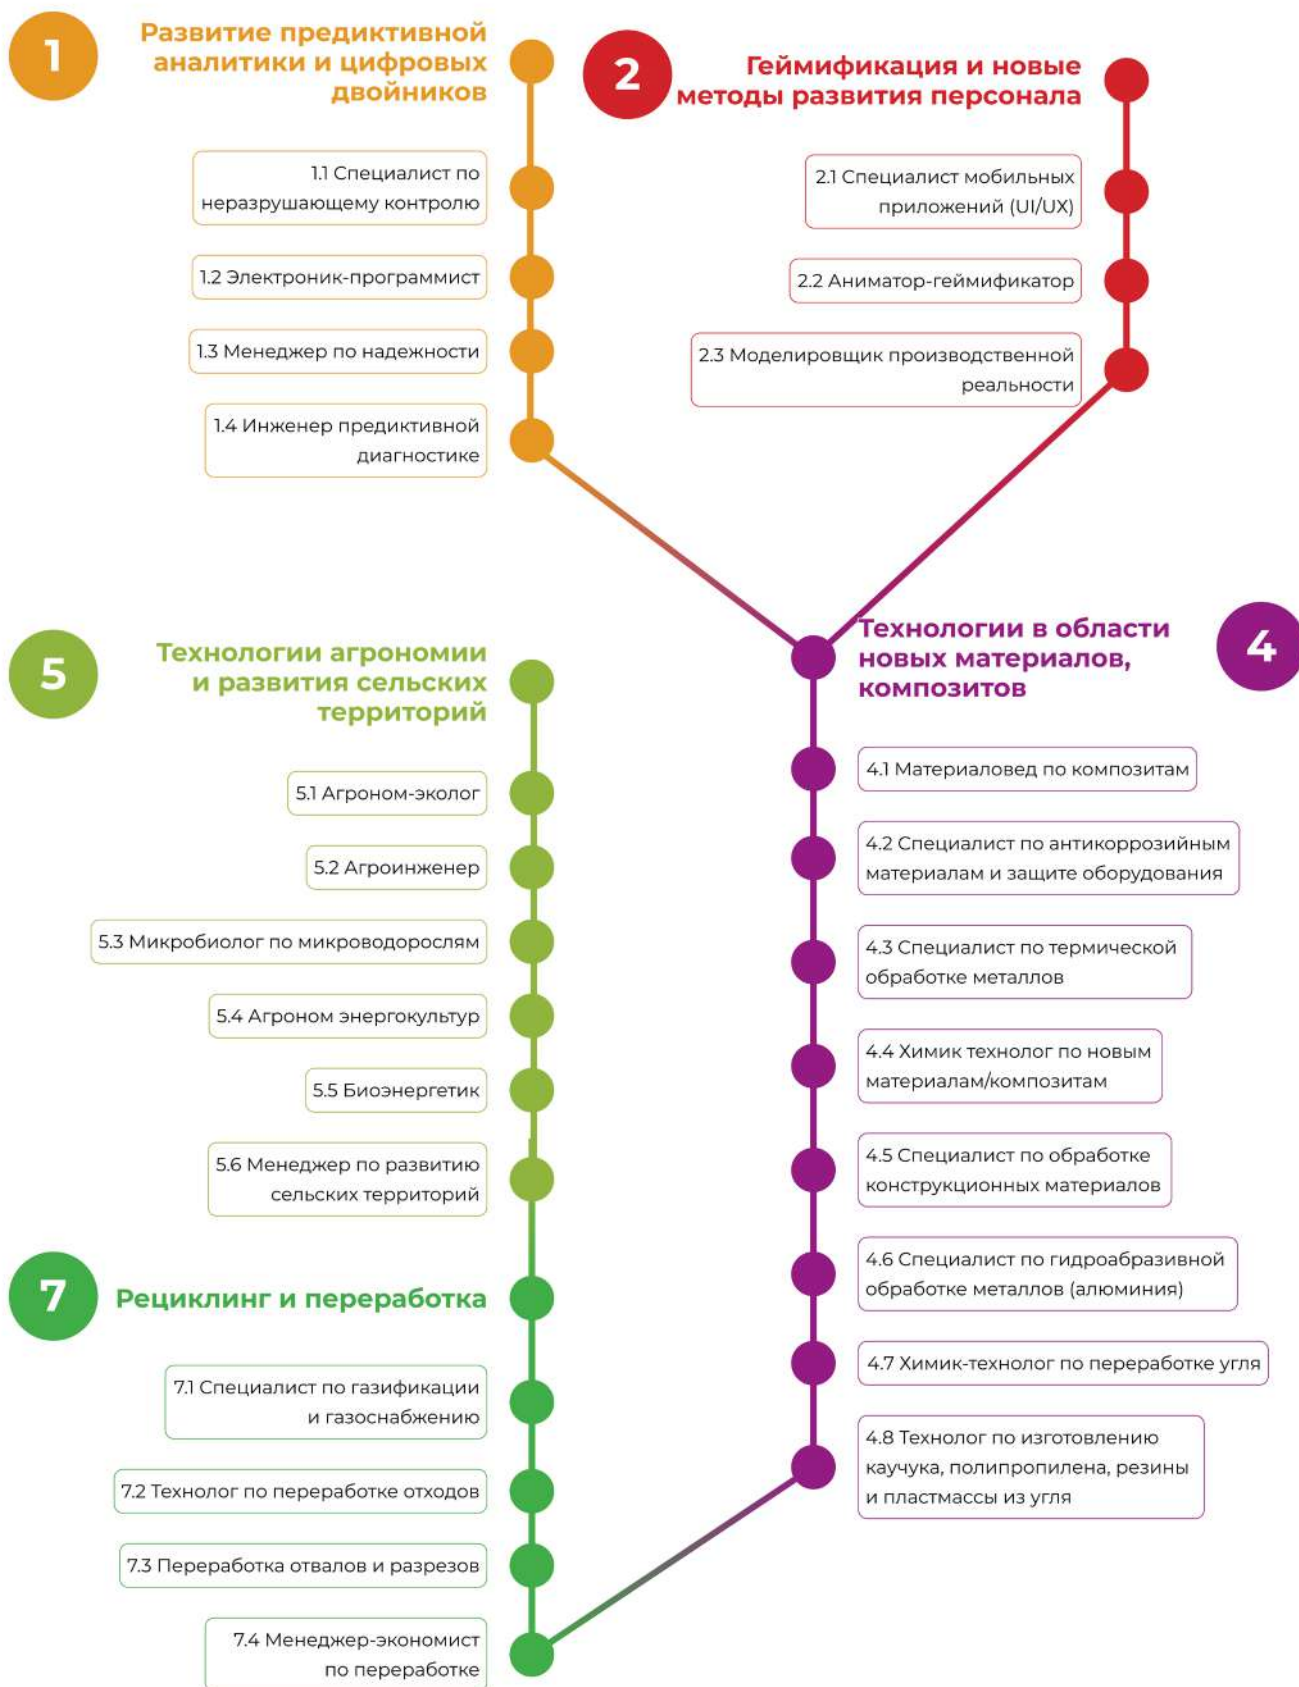 1
Развитие предиктивной
аналитики и цифровых
двойников
1.1 Специалист по
неразрушающему контролю
1.2 Электроник-программист
1.3 Менеджер по надежности
1.4 Инженер предиктивной
диагностике
2
Геймификация и новые
методы развития персонала
2.1 Специалист мобильных
приложений (UI/UX)
2.2 Аниматор-геймификатор
2.3 Моделировщик производственной
реальности
Технологии в области
новых материалов,
композитов
4
4.1 Материаловед по композитам
4.2 Специалист по антикоррозийным
материалам и защите оборудования
4.3 Специалист по термической
обработке металлов
4.4 Химик технолог по новым
материалам/композитам
4.5 Специалист по обработке
конструкционных материалов
4.6 Специалист по гидроабразивной
обработке металлов (алюминия)
4.7 Химик-технолог по переработке угля
4.8 Технолог по изготовлению
каучука, полипропилена, резины
и пластмассы из угля
5
Технологии агрономии
и развития сельских
территорий
5.1 Агроном-эколог
5.2 Агроинженер
5.3 Микробиолог по микроводорослям
5.4 Агроном энергокультур
5.5 Биоэнергетик
5.6 Менеджер по развитию
сельских территорий
7
Рециклинг и переработка
7.1 Специалист по газификации
и газоснабжению
7.2 Технолог по переработке отходов
7.3 Переработка отвалов и разрезов
7.4 Менеджер-экономист
по переработке